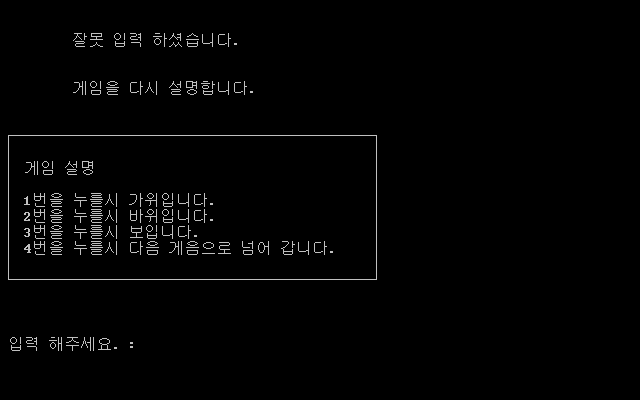 잘못 입력 하셨습니다.
게임을 다시 설명합니다.
게임 설명
1번을 누를시 가위입니다.
2번을 누를시 바위입니다.
3번을 누를시 보입니다.
4번을 누를시 다음 게음으로 넘어 갑니다.
입력 해주세요. :